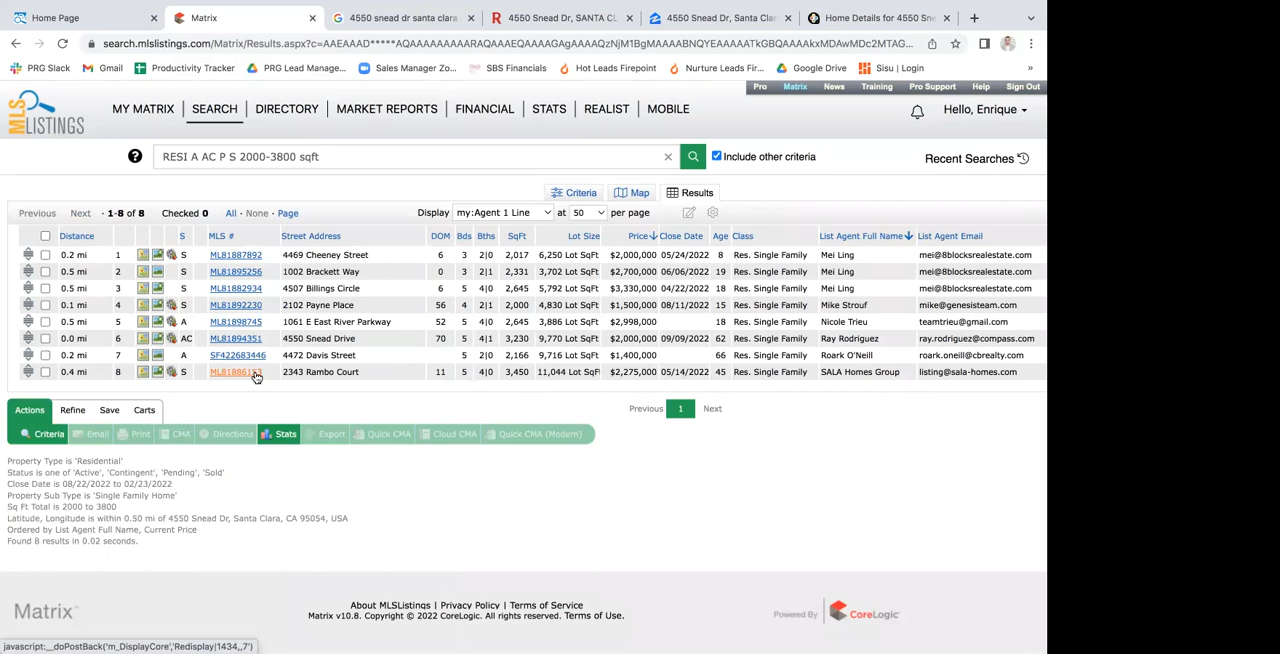 Home Page
Matrix
4550 snead dr santa clara
4550 Snead Dr, SANTA CL
4550 Snead Dr, Santa Cla
Home Details for 4550 Sne
search.mlslistings.com/Matrix/Results.aspx?c=AAEAAAD*****AQAAAAAAAAARAQAAAEQAAAAGAgAAAAQzNjM1BgMAAAABNQYEAAAAATkGBQAAAAkxMDAwMDc2MTAG...
PRG Slack
Gmail
Productivity Tracker
PRG Lead Manage...
Sales Manager Zo...
SBS Financials
Hot Leads Firepoint
Nurture Leads Fir...
Google Drive
Sisu | Login
»
Pro Matrix News Training Pro Support Help Sign Out
MLSLISTINGS
MY MATRIX | SEARCH | DIRECTORY | MARKET REPORTS | FINANCIAL | STATS | REALIST | MOBILE
Hello, Enrique
RESI A AC P S 2000-3800 sqft
Include other criteria
Recent Searches
Criteria Map Results
Previous Next · 1-8 of 8 Checked 0 All · None · Page Display my:Agent 1 Line at 50 per page
Distance S MLS # Street Address DOM Bds Bths SqFt Lot Size Price Close Date Age Class List Agent Full Name List Agent Email
0.2 mi 1 S ML81887892 4469 Cheeney Street 6 3 2|0 2,017 6,250 Lot SqFt $2,000,000 05/24/2022 8 Res. Single Family Mei Ling mei@8blocksrealestate.com
0.5 mi 2 S ML81895256 1002 Brackett Way 0 3 2|1 2,331 3,702 Lot SqFt $2,700,000 06/06/2022 19 Res. Single Family Mei Ling mei@8blocksrealestate.com
0.5 mi 3 S ML81882934 4507 Billings Circle 6 5 4|0 2,645 5,792 Lot SqFt $3,330,000 04/22/2022 18 Res. Single Family Mei Ling mei@8blocksrealestate.com
0.1 mi 4 S ML81892230 2102 Payne Place 56 4 2|1 2,000 4,830 Lot SqFt $1,500,000 08/11/2022 15 Res. Single Family Mike Strouf mike@genesisteam.com
0.5 mi 5 A ML81898745 1061 E East River Parkway 52 5 4|0 2,645 3,886 Lot SqFt $2,998,000 18 Res. Single Family Nicole Trieu teamtrieu@gmail.com
0.0 mi 6 AC ML81894351 4550 Snead Drive 70 5 4|0 3,230 9,770 Lot SqFt $2,000,000 09/09/2022 62 Res. Single Family Ray Rodriguez ray.rodriguez@compass.com
0.2 mi 7 A SF422683446 4472 Davis Street 5 2|0 2,166 9,716 Lot SqFt $1,400,000 66 Res. Single Family Roark O'Neill roark.oneill@cbrealty.com
0.4 mi 8 S 2343 Rambo Court 11 5 4|0 3,450 11,044 Lot SqF $2,275,000 05/14/2022 45 Res. Single Family SALA Homes Group listing@sala-homes.com
Actions Refine Save Carts
Previous 1 Next
Criteria Email Print CMA Directions Stats Export Quick CMA Cloud CMA Quick CMA (Modern)
Property Type is 'Residential'
Status is one of 'Active', 'Contingent', 'Pending', 'Sold'
Close Date is 08/22/2022 to 02/23/2022
Property Sub Type is 'Single Family Home'
Sq Ft Total is 2000 to 3800
Latitude, Longitude is within 0.50 mi of 4550 Snead Dr, Santa Clara, CA 95054, USA
Ordered by List Agent Full Name, Current Price
Found 8 results in 0.02 seconds.
Matrix
About MLSListings | Privacy Policy | Terms of Service
Matrix v10.8. Copyright © 2022 CoreLogic. All rights reserved. Terms of Use.
Powered By CoreLogic
javascript:__doPostBack('m_DisplayCore','Redisplay|1434,,7')